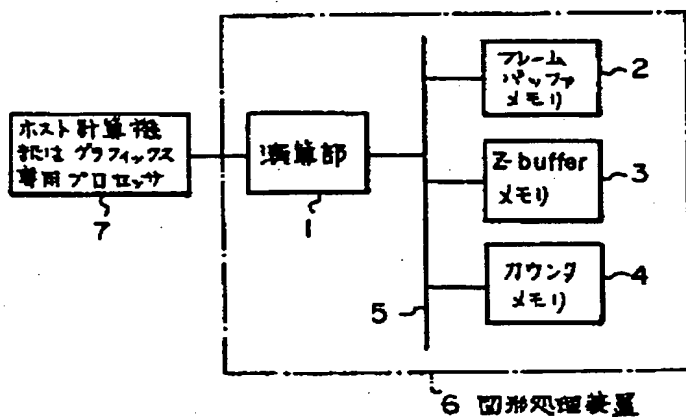 ホスト計算機
またはグラフィックス
専用プロセッサ
7
演算部
1
フレーム
バッファ
メモリ
2
Z-buffer
メモリ
3
カウンタ
メモリ
4
5
6 図形処理装置